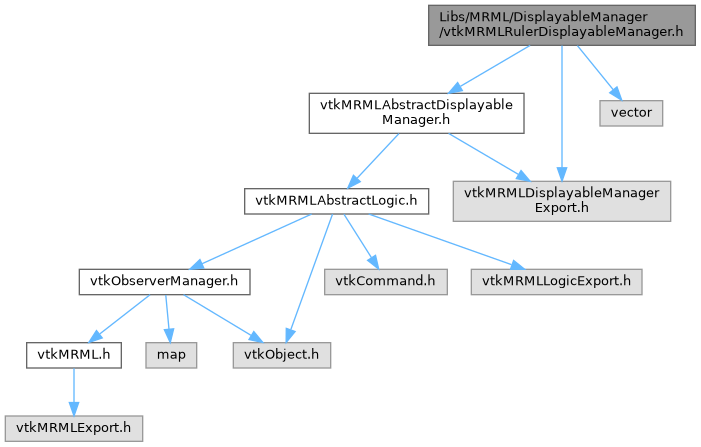 Libs/MRML/DisplayableManager
/vtkMRMLRulerDisplayableManager.h
vtkMRMLAbstractDisplayable
Manager.h
vector
vtkMRMLAbstractLogic.h
vtkMRMLDisplayableManager
Export.h
vtkObserverManager.h
vtkCommand.h
vtkMRMLLogicExport.h
vtkMRML.h
map
vtkObject.h
vtkMRMLExport.h